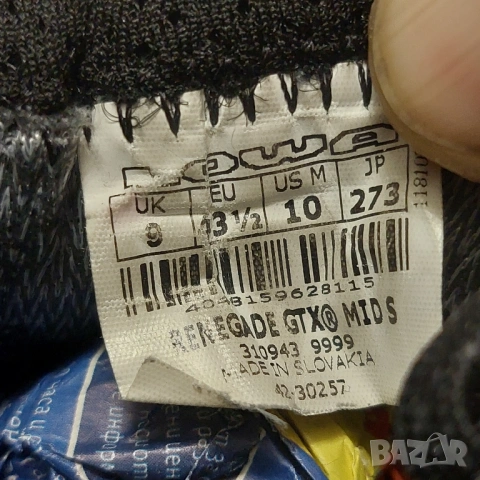 LOWA
UK EU US M JP
9 43 1/2 10 273
4048159628115
RENEGADE GTX® MID S
310943 9999
MADE IN SLOVAKIA
42-30257
BAZAR